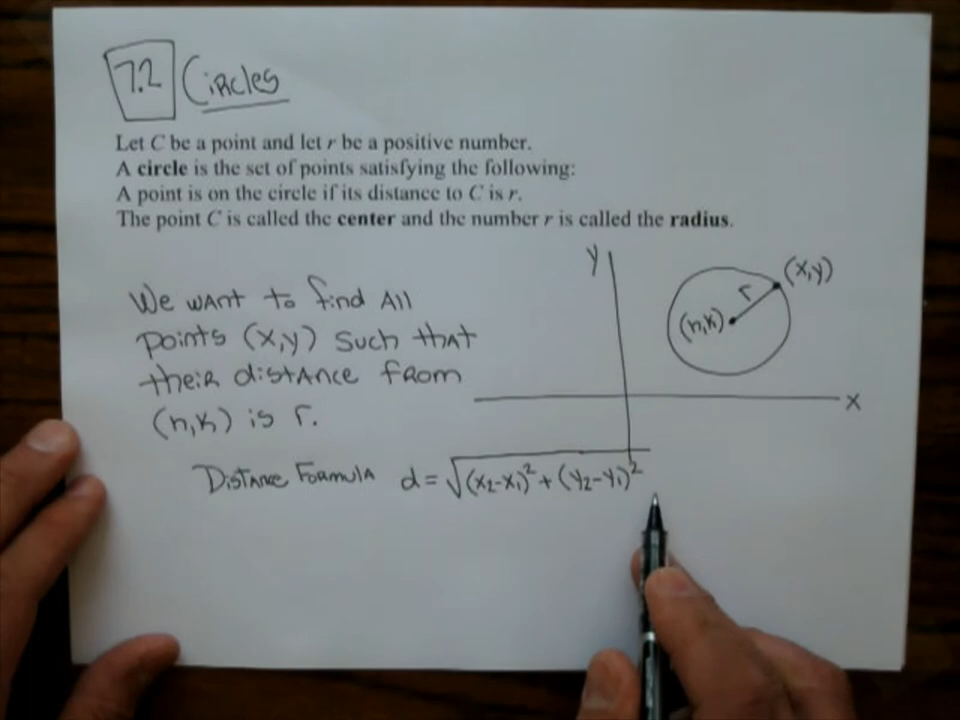 7.2 Circles
Let C be a point and let r be a positive number.
A circle is the set of points satisfying the following:
A point is on the circle if its distance to C is r.
The point C is called the center and the number r is called the radius.
y
(x,y)
r
(h,k)
x
We want to find All
points (x,y) such that
their distance from
(h,k) is r.
Distance Formula d = √(x₂-x₁)² + (y₂-y₁)²